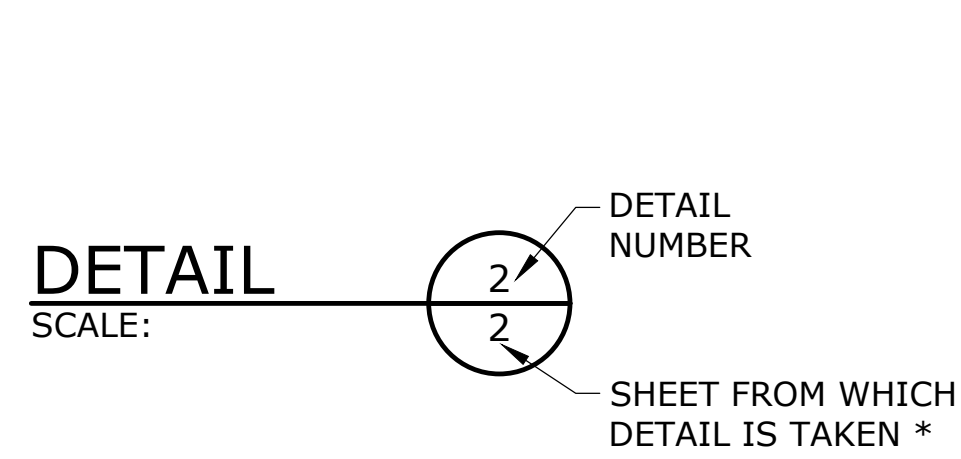 DETAIL
NUMBER
DETAIL
2
SCALE:
2
SHEET FROM WHICH
DETAIL IS TAKEN *